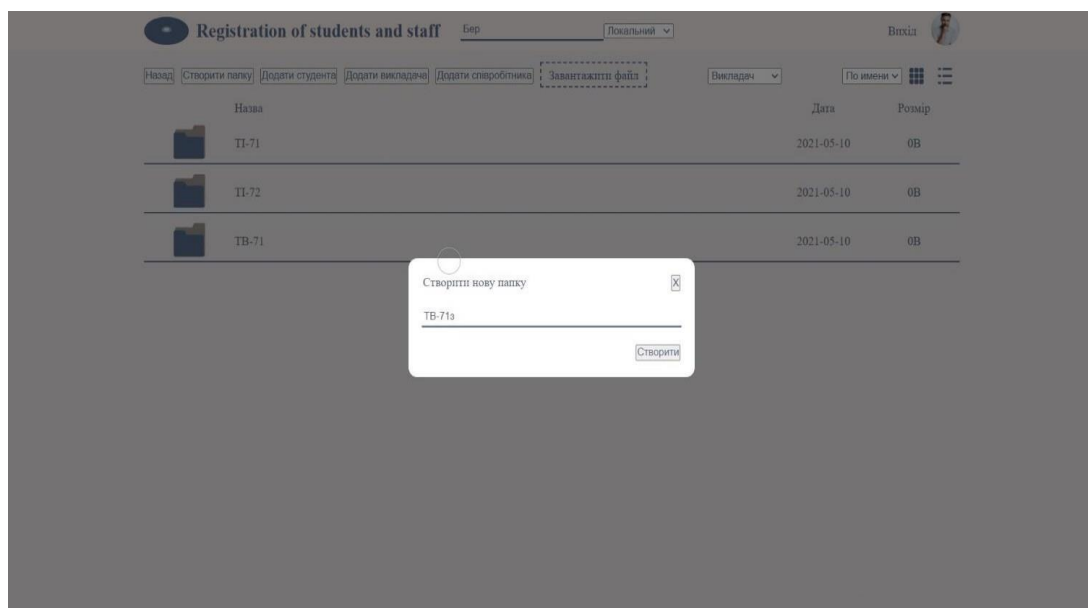 Registration of students and staff Бер Локальний Вихід
Назад Створити папку Додати студента Додати викладача Додати співробітника Завантажити файл Викладач По имени
Назва Дата Розмір
ТІ-71 2021-05-10 0B
ТІ-72 2021-05-10 0B
ТВ-71 2021-05-10 0B
Створити нову папку X
ТВ-71з
Створити